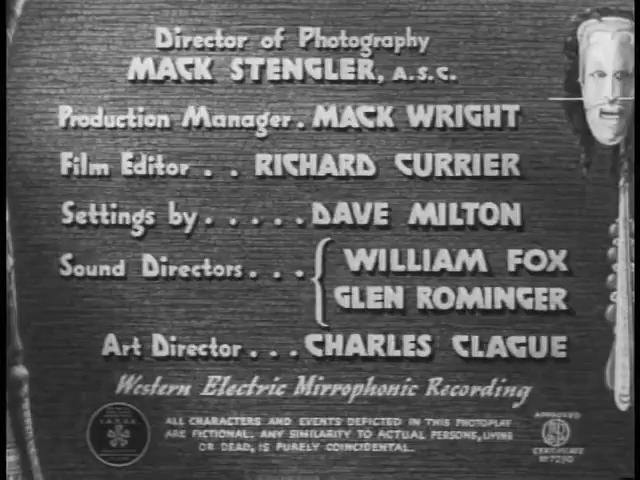 Director of Photography
MACK STENGLER, A.S.C.
Production Manager. MACK WRIGHT
Film Editor . . RICHARD CURRIER
Settings by . . . . . DAVE MILTON
Sound Directors . . . WILLIAM FOX
GLEN ROMINGER
Art Director . . . CHARLES CLAGUE
Western Electric Mirrophonic Recording
ALL CHARACTERS AND EVENTS DEPICTED IN THIS PHOTOPLAY
ARE FICTIONAL. ANY SIMILARITY TO ACTUAL PERSONS, LIVING
OR DEAD, IS PURELY COINCIDENTAL.
APPROVED
CERTIFICATE